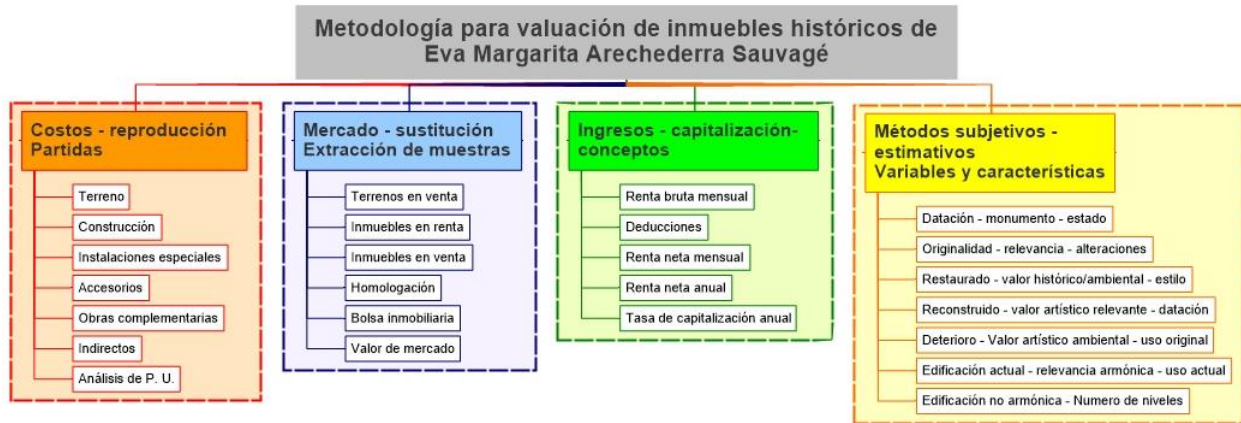 Metodología para valuación de inmuebles históricos de
Eva Margarita Arechederra Sauvagé
Costos - reproducción
Partidas
Terreno
Construcción
Instalaciones especiales
Accesorios
Obras complementarias
Indirectos
Análisis de P. U.
Mercado - sustitución
Extracción de muestras
Terrenos en venta
Inmuebles en renta
Inmuebles en venta
Homologación
Bolsa inmobiliaria
Valor de mercado
Ingresos - capitalización-
conceptos
Renta bruta mensual
Deducciones
Renta neta mensual
Renta neta anual
Tasa de capitalización anual
Métodos subjetivos -
estimativos
Variables y características
Datación - monumento - estado
Originalidad - relevancia - alteraciones
Restaurado - valor histórico/ambiental - estilo
Reconstruido - valor artístico relevante - datación
Deterioro - Valor artístico ambiental - uso original
Edificación actual - relevancia armónica - uso actual
Edificación no armónica - Numero de niveles